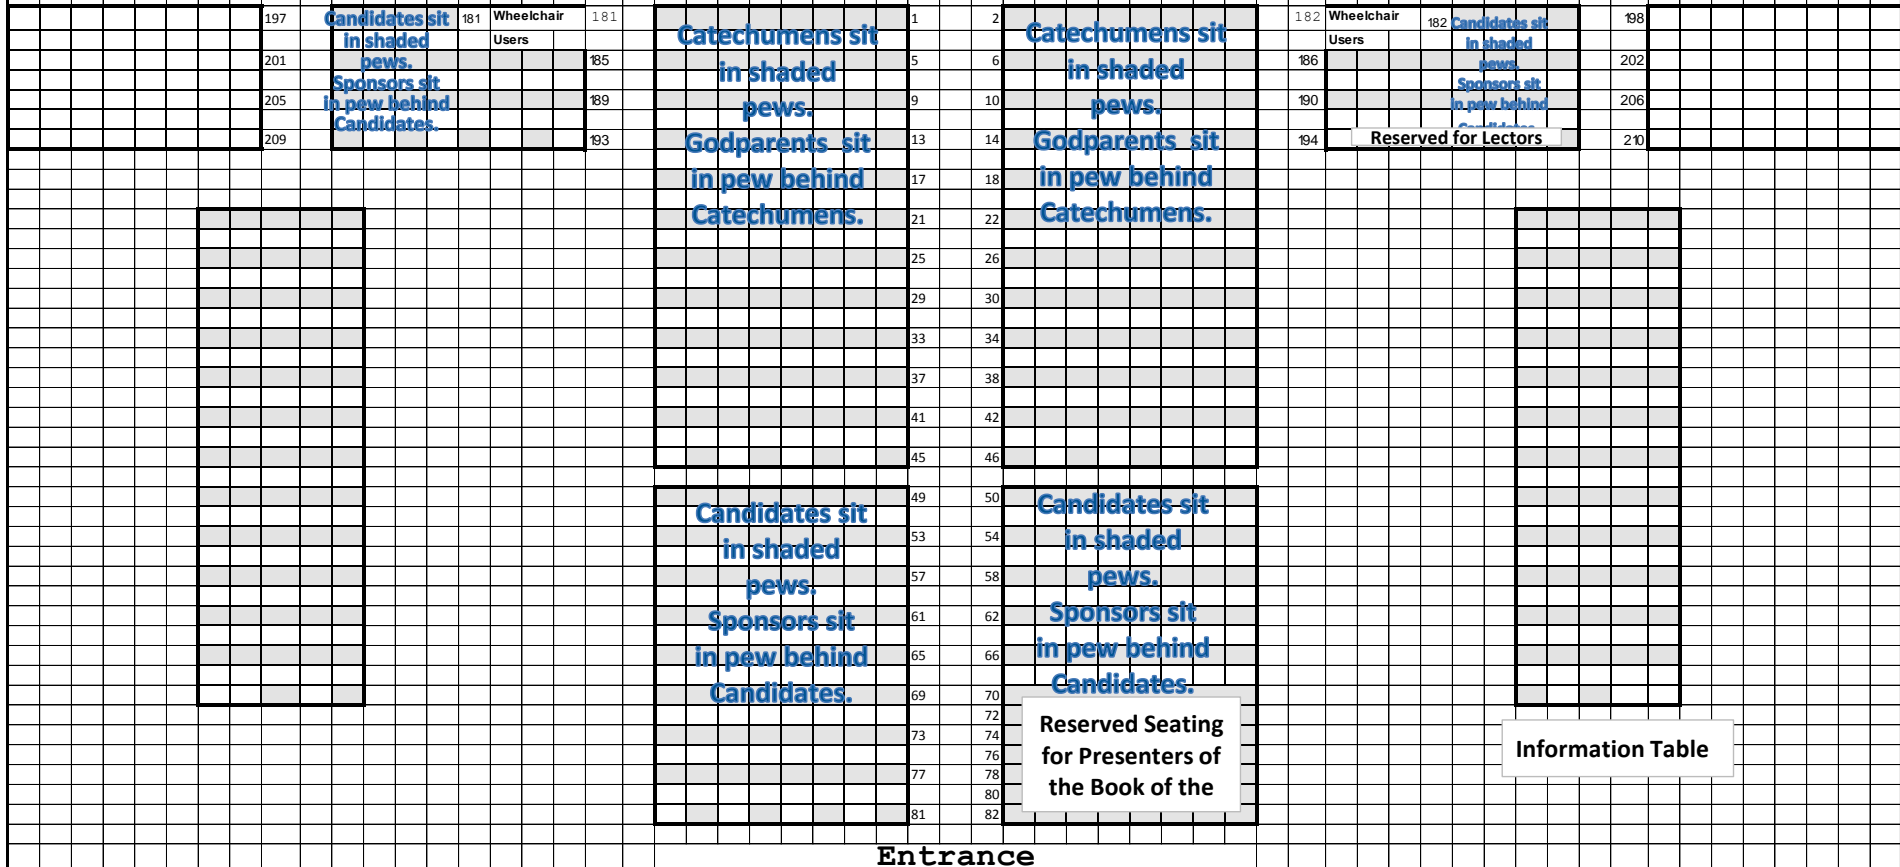 197
201
205
209
Candidates sit
in shaded
pews.
Sponsors sit
in pew behind
Candidates.
181 Wheelchair 181
Users
185
189
193
Catechumens sit
in shaded
pews.
Godparents sit
in pew behind
Catechumens.
1 2
5 6
9 10
13 14
17 18
21 22
25 26
29 30
33 34
37 38
41 42
45 46
Catechumens sit
in shaded
pews.
Godparents sit
in pew behind
Catechumens.
182 Wheelchair 182
Users
186
190
194
Candidates sit
in shaded
pews.
Sponsors sit
in pew behind
Candidates
Reserved for Lectors
198
202
206
210
Candidates sit
in shaded
pews.
Sponsors sit
in pew behind
Candidates.
49 50
53 54
57 58
61 62
65 66
69 70
72
73 74
76
77 78
80
81 82
Candidates sit
in shaded
pews.
Sponsors sit
in pew behind
Candidates.
Reserved Seating
for Presenters of
the Book of the
Information Table
Entrance